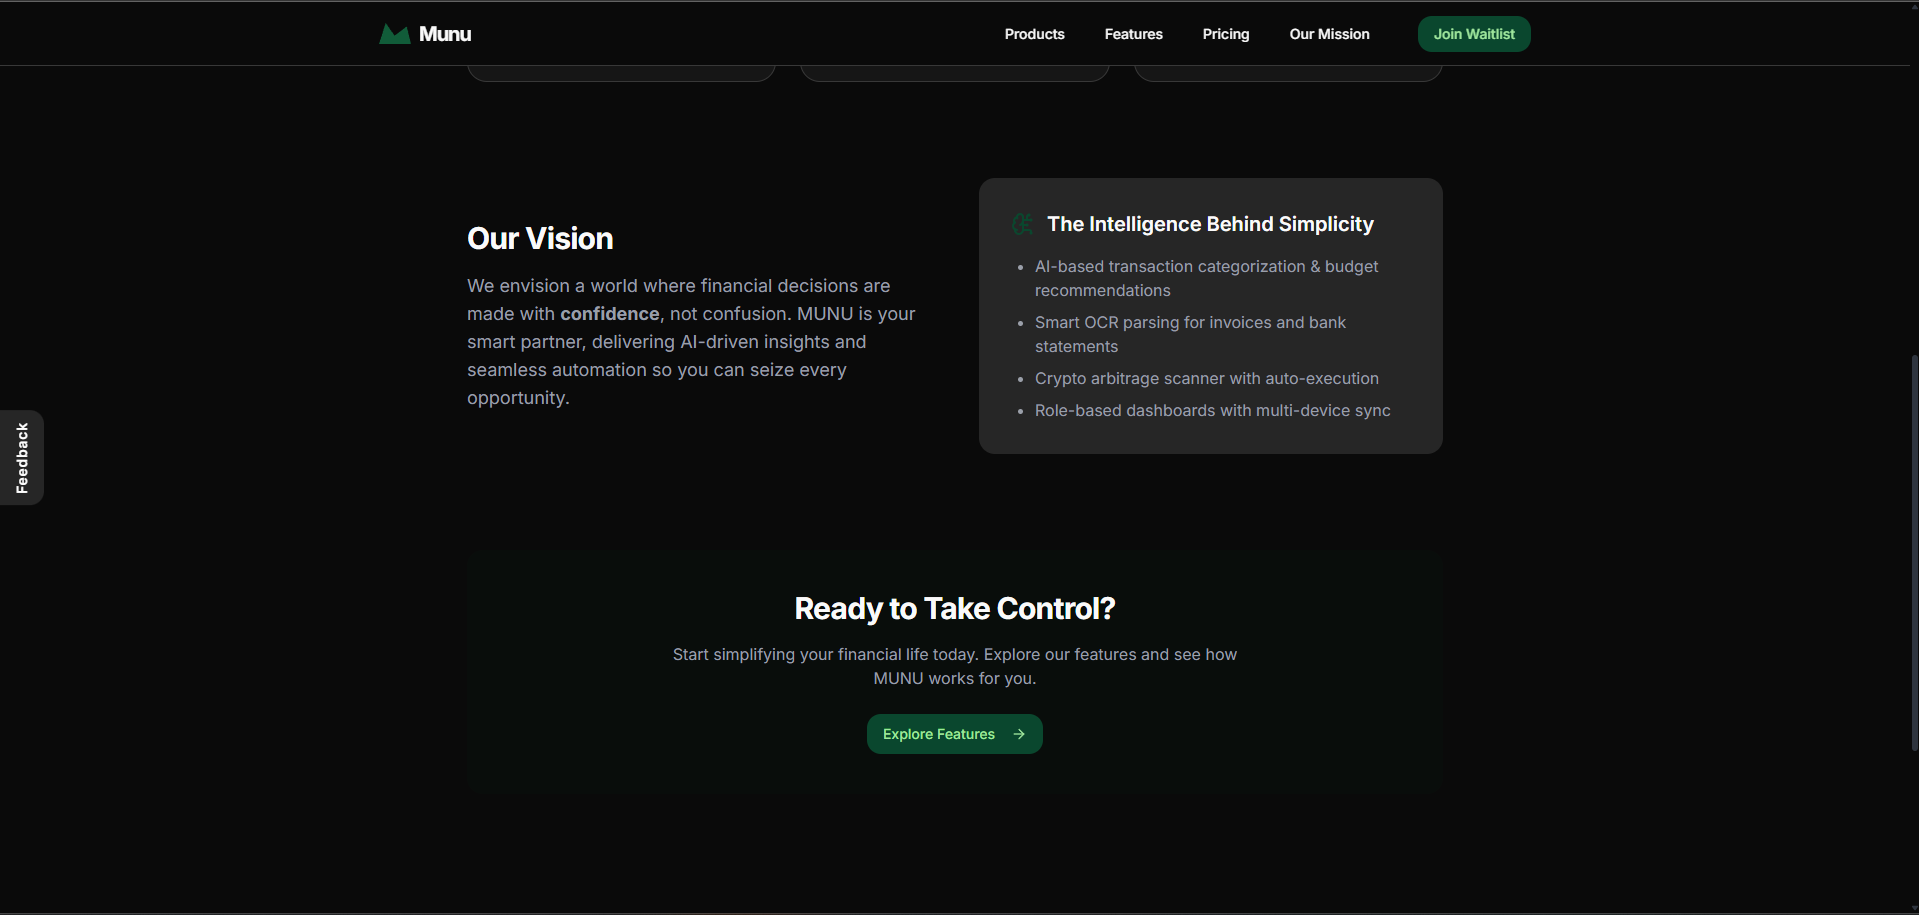 Munu
Products
Features
Pricing
Our Mission
Join Waitlist
Our Vision
We envision a world where financial decisions are
made with confidence, not confusion. MUNU is your
smart partner, delivering AI-driven insights and
seamless automation so you can seize every
opportunity.
The Intelligence Behind Simplicity
• AI-based transaction categorization & budget
recommendations
• Smart OCR parsing for invoices and bank
statements
• Crypto arbitrage scanner with auto-execution
• Role-based dashboards with multi-device sync
Feedback
Ready to Take Control?
Start simplifying your financial life today. Explore our features and see how
MUNU works for you.
Explore Features →